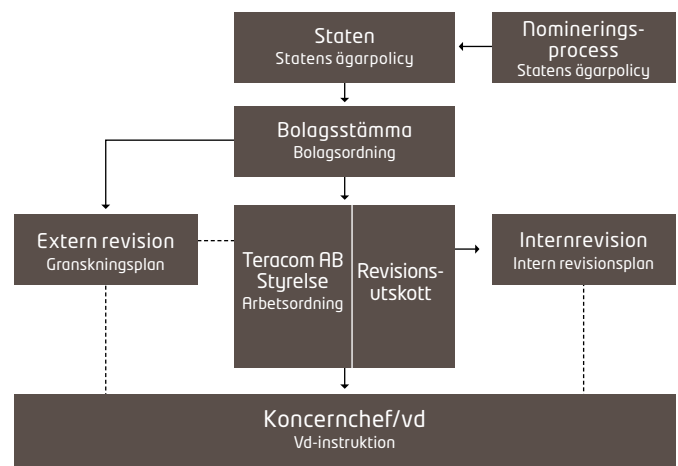 Staten
Statens ägarpolicy
Nominerings-
process
Statens ägarpolicy
Bolagsstämma
Bolagsordning
Extern revision
Granskningsplan
Teracom AB
Styrelse
Arbetsordning
Revisions-
utskott
Internrevision
Intern revisionsplan
Koncernchef/vd
Vd-instruktion